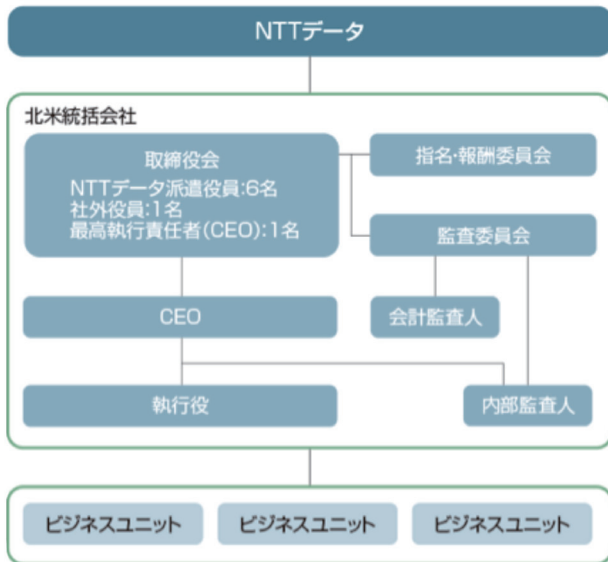 NTTデータ
北米統括会社
取締役会
NTTデータ派遣役員:6名
社外役員:1名
最高執行責任者(CEO):1名
指名・報酬委員会
監査委員会
CEO
会計監査人
執行役
内部監査人
ビジネスユニット
ビジネスユニット
ビジネスユニット